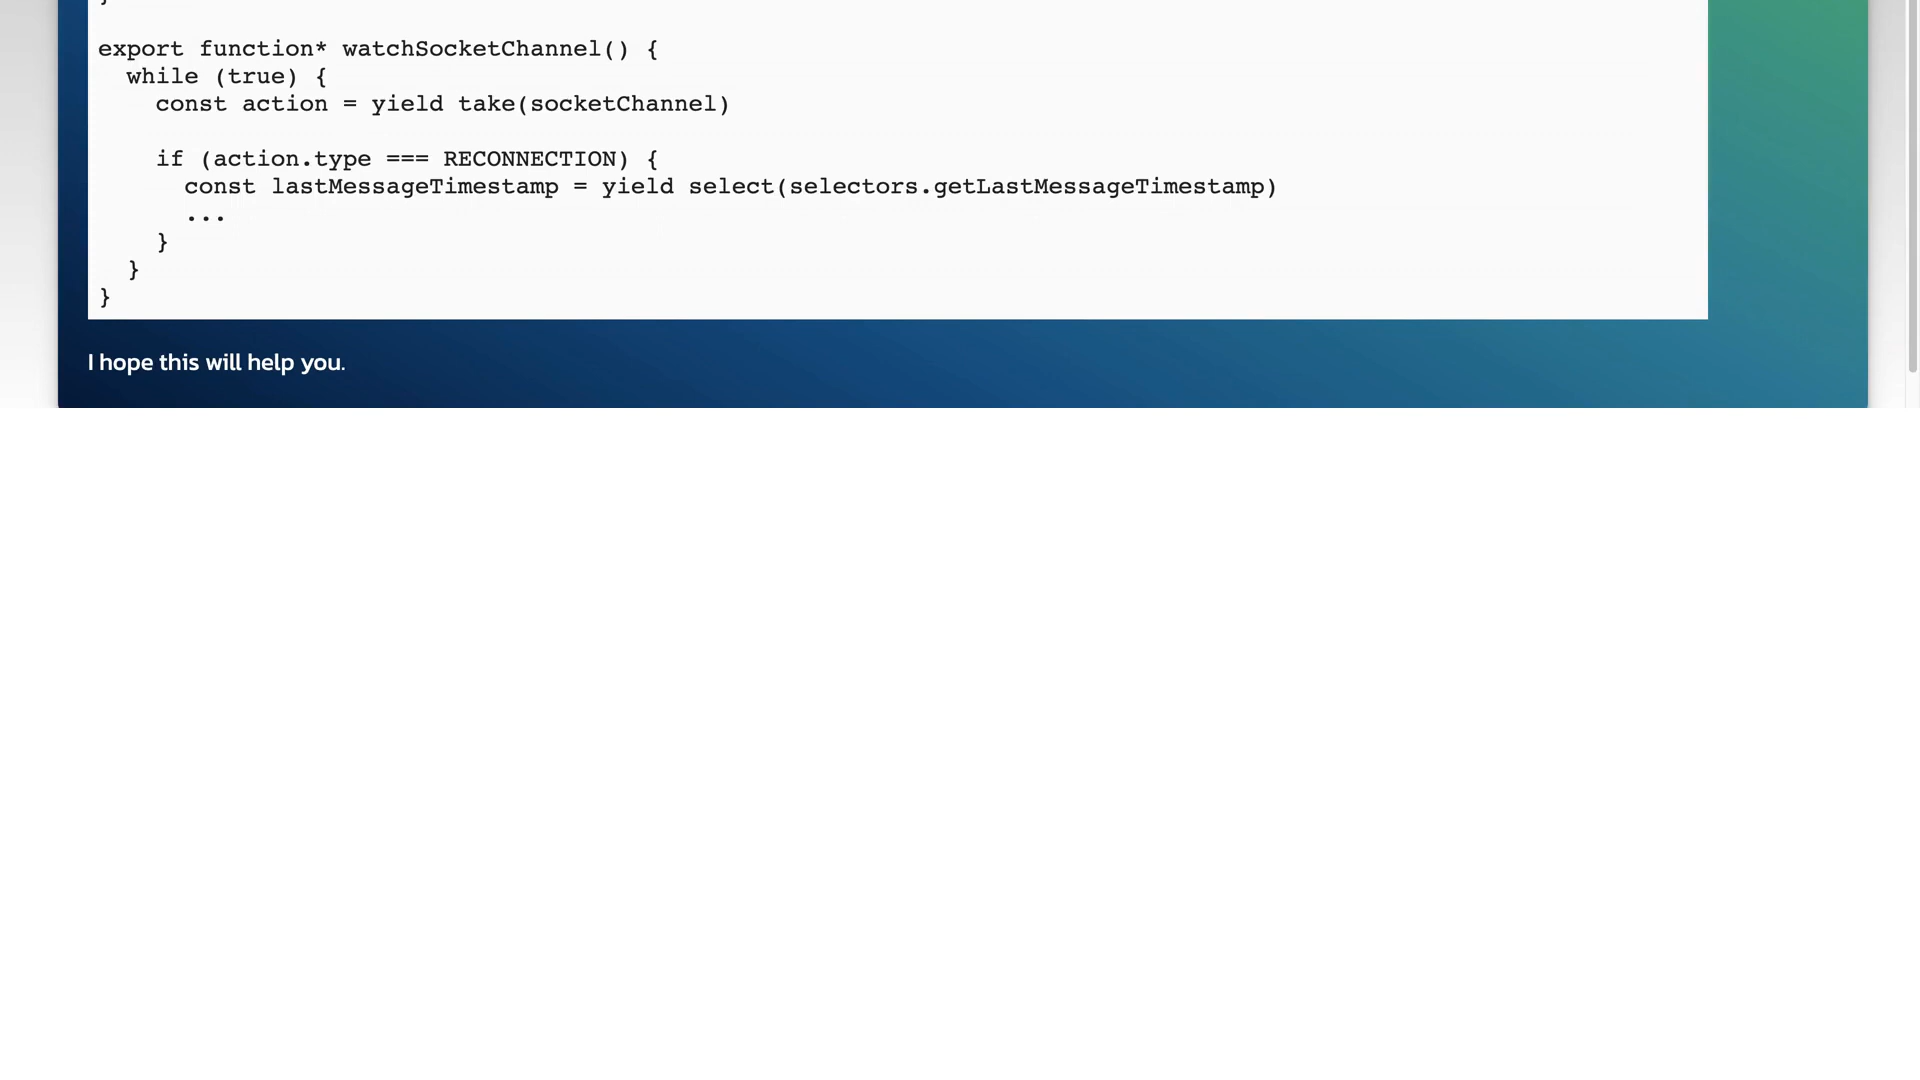 }
export function* watchSocketChannel() {
  while (true) {
    const action = yield take(socketChannel)
    if (action.type === RECONNECTION) {
      const lastMessageTimestamp = yield select(selectors.getLastMessageTimestamp)
      ...
    }
  }
}
I hope this will help you.